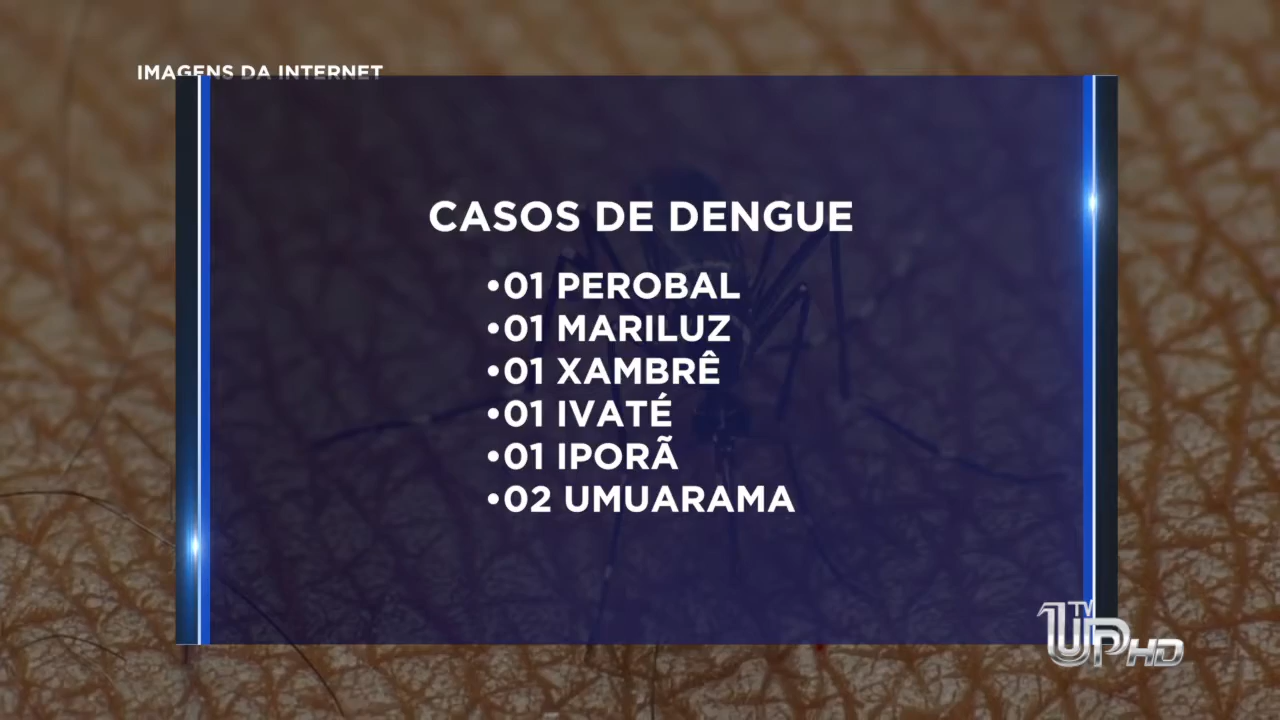 IMAGENS DA INTERNET
CASOS DE DENGUE
•01 PEROBAL
•01 MARILUZ
•01 XAMBRÊ
•01 IVATÉ
•01 IPORÃ
•02 UMUARAMA
TV
UP HD